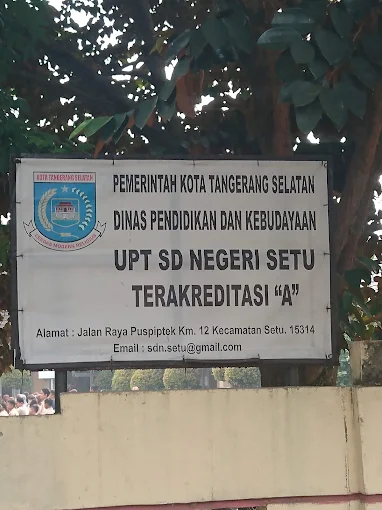 KOTA TANGERANG SELATAN
PEMERINTAH KOTA TANGERANG SELATAN
DINAS PENDIDIKAN DAN KEBUDAYAAN
UPT SD NEGERI SETU
TERAKREDITASI “A”
Alamat : Jalan Raya Puspiptek Km. 12 Kecamatan Setu. 15314
Email : sdn.setu@gmail.com